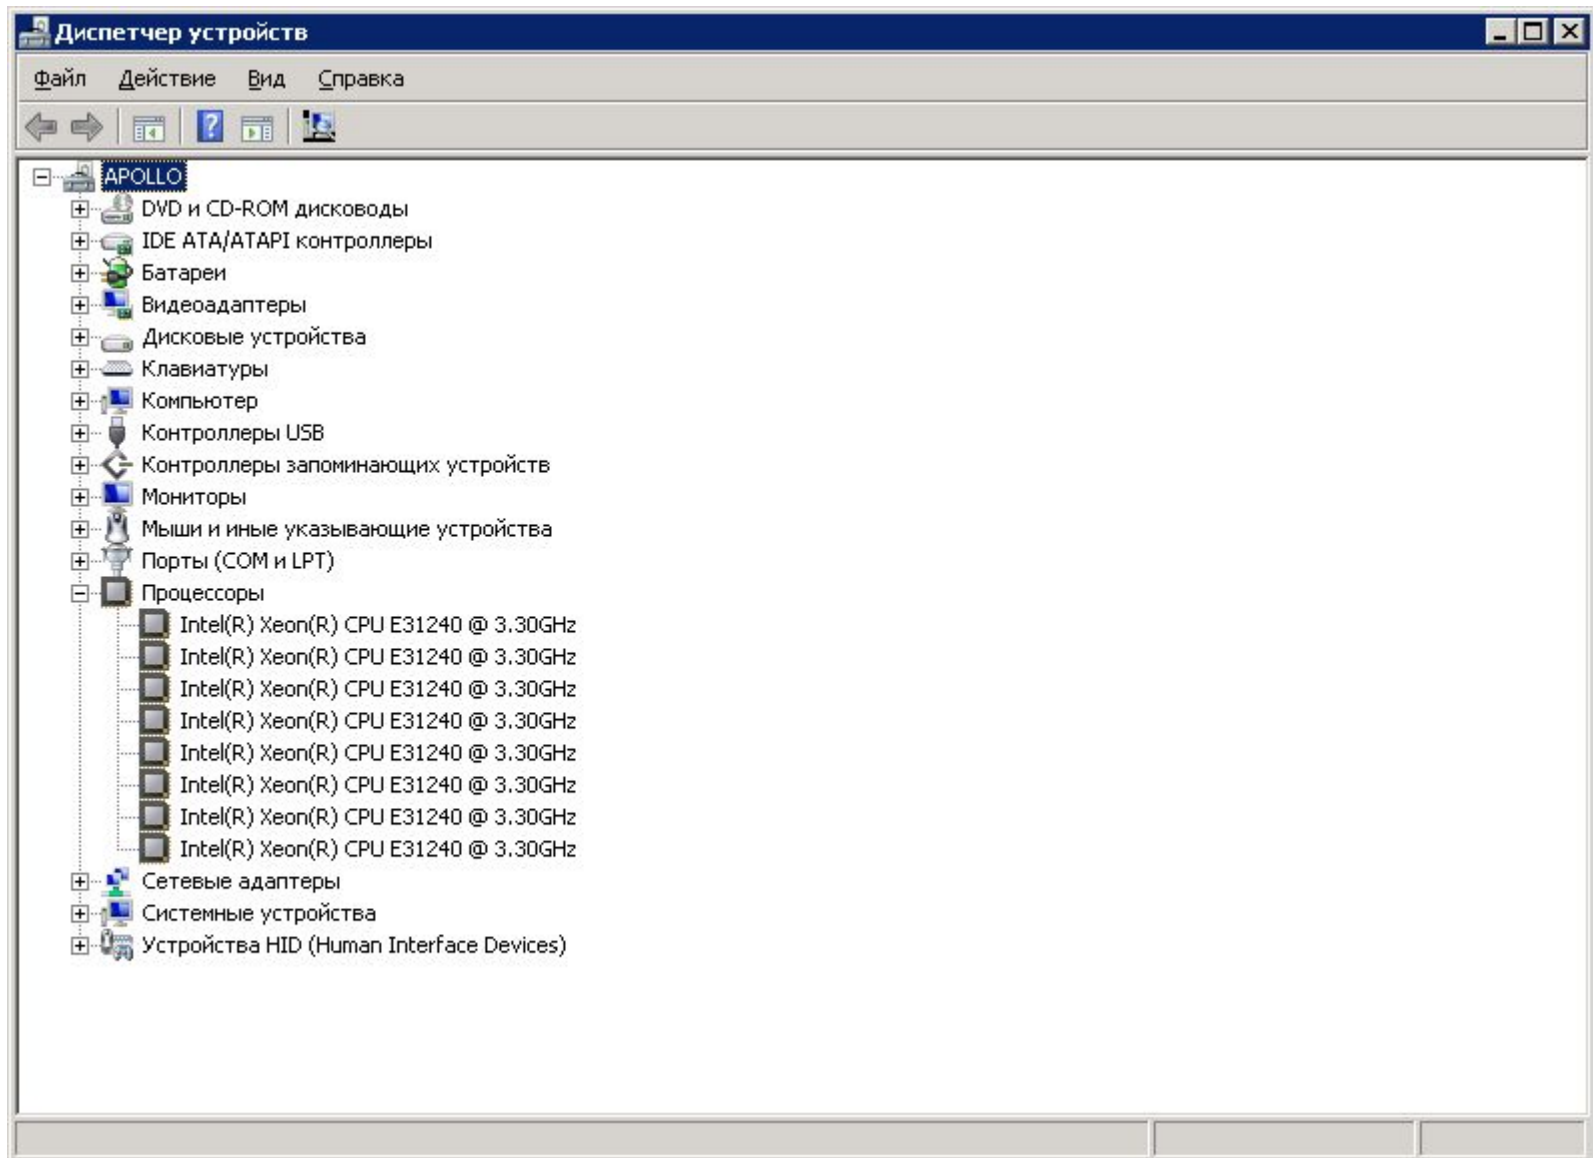 Диспетчер устройств
Файл Действие Вид Справка
APOLLO
DVD и CD-ROM дисководы
IDE ATA/ATAPI контроллеры
Батареи
Видеоадаптеры
Дисковые устройства
Клавиатуры
Компьютер
Контроллеры USB
Контроллеры запоминающих устройств
Мониторы
Мыши и иные указывающие устройства
Порты (COM и LPT)
Процессоры
Intel(R) Xeon(R) CPU E31240 @ 3.30GHz
Intel(R) Xeon(R) CPU E31240 @ 3.30GHz
Intel(R) Xeon(R) CPU E31240 @ 3.30GHz
Intel(R) Xeon(R) CPU E31240 @ 3.30GHz
Intel(R) Xeon(R) CPU E31240 @ 3.30GHz
Intel(R) Xeon(R) CPU E31240 @ 3.30GHz
Intel(R) Xeon(R) CPU E31240 @ 3.30GHz
Intel(R) Xeon(R) CPU E31240 @ 3.30GHz
Сетевые адаптеры
Системные устройства
Устройства HID (Human Interface Devices)